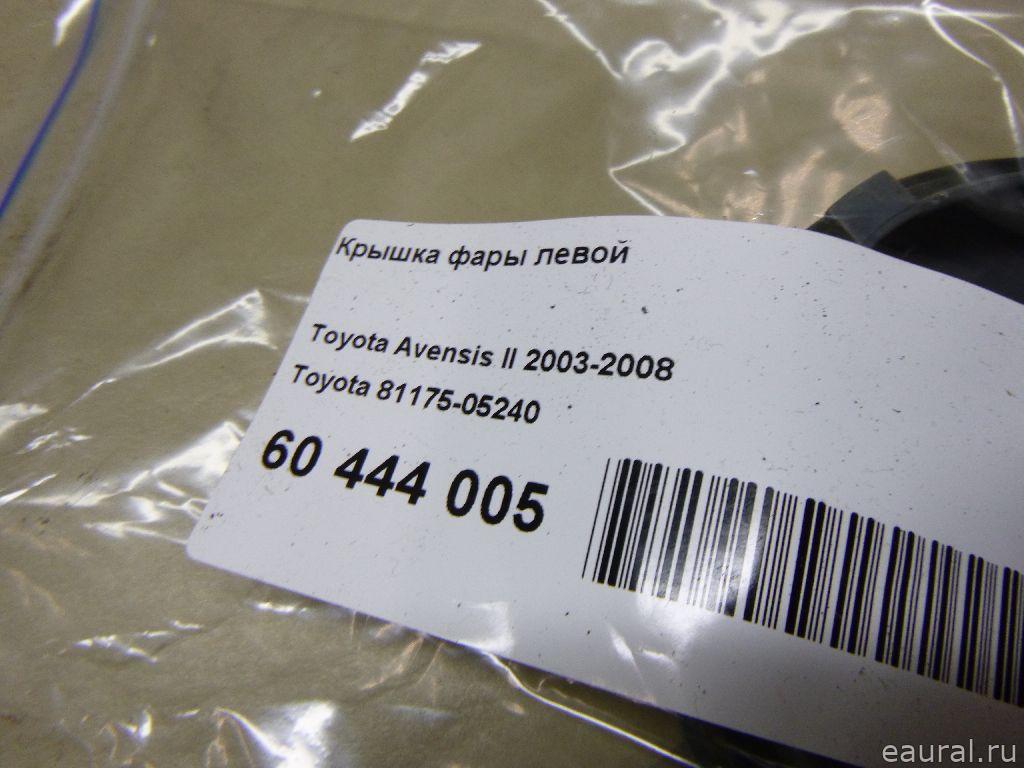 Крышка фары левой
Toyota Avensis II 2003-2008
Toyota 81175-05240
60 444 005
eaural.ru